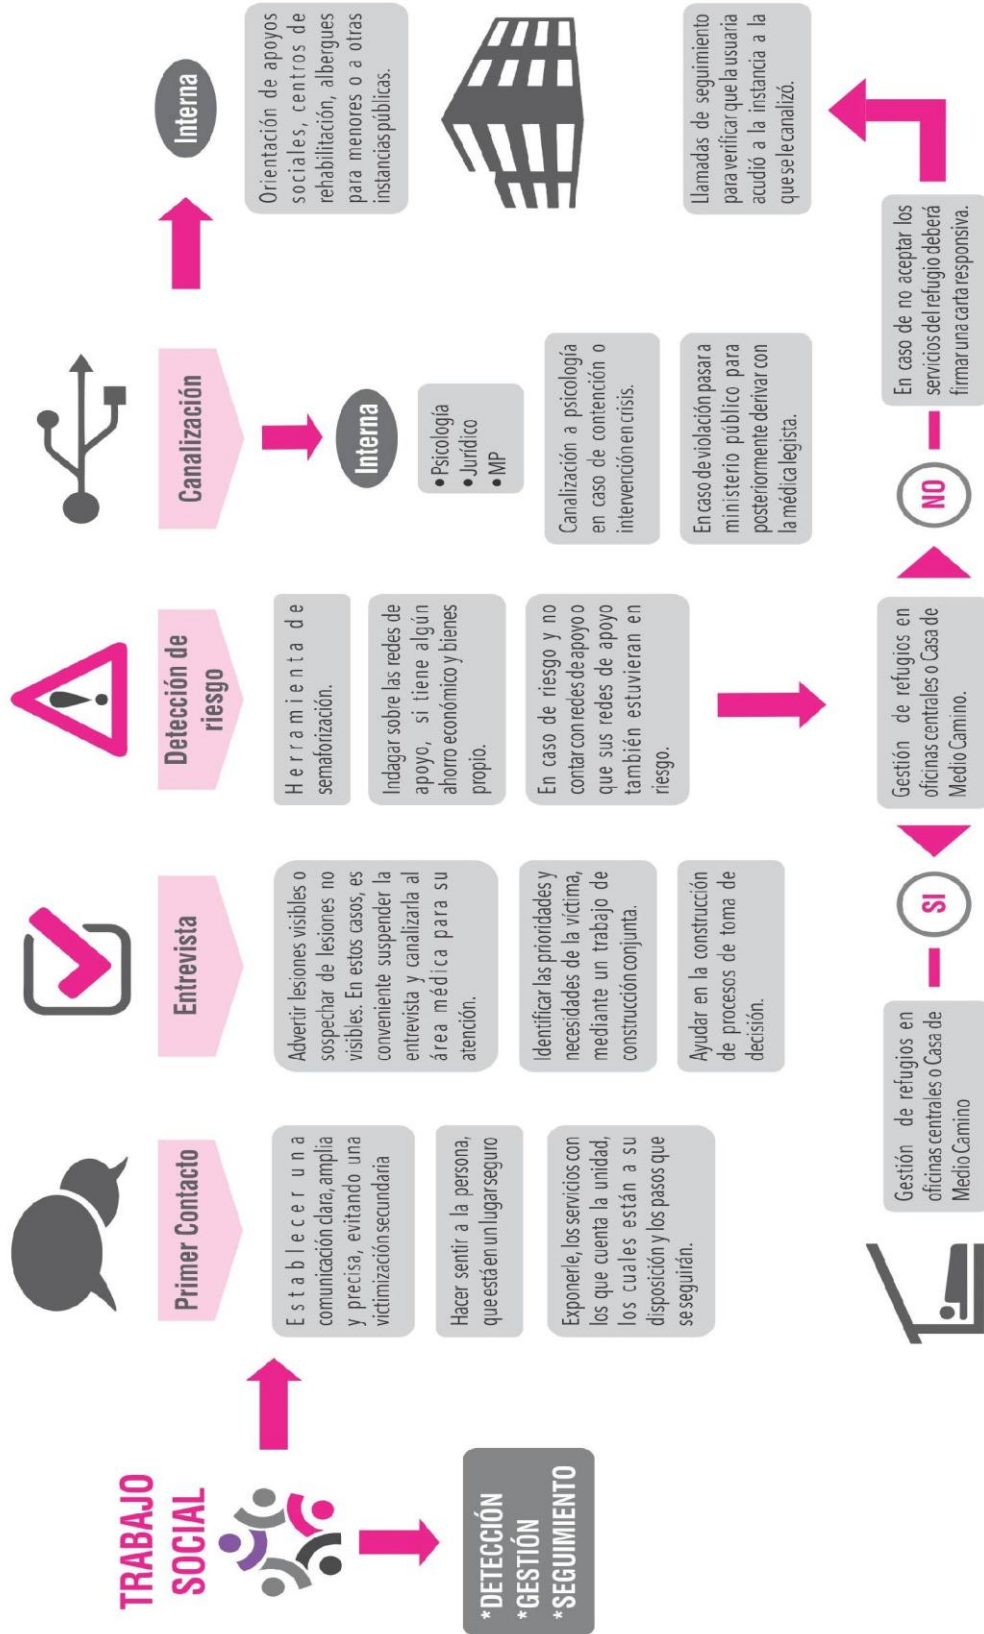 TRABAJO
SOCIAL
*DETECCIÓN
*GESTIÓN
*SEGUIMIENTO
Primer Contacto
Establecer una
comunicación clara, amplia
y precisa, evitando una
victimización secundaria
Hacer sentir a la persona,
que está en un lugar seguro
Exponerle, los servicios con
los que cuenta la unidad,
los cuales están a su
disposición y los pasos que
se seguirán.
Entrevista
Advertir lesiones visibles o
sospechar de lesiones no
visibles. En estos casos, es
conveniente suspender la
entrevista y canalizarla al
área médica para su
atención.
Identificar las prioridades y
necesidades de la víctima,
mediante un trabajo de
construcción conjunta.
Ayudar en la construcción
de procesos de toma de
decisión.
Detección de
riesgo
Herramienta de
semaforización.
Indagar sobre las redes de
apoyo, si tiene algún
ahorro económico y bienes
propio.
En caso de riesgo y no
contar con redes de apoyo o
que sus redes de apoyo
también estuvieran en
riesgo.
Canalización
Interna
• Psicología
• Jurídico
• MP
Canalización a psicología
en caso de contención o
intervención en crisis.
En caso de violación pasar a
ministerio público para
posteriormente derivar con
la médica legista.
Interna
Orientación de apoyos
sociales, centros de
rehabilitación, albergues
para menores o a otras
instancias públicas.
Llamadas de seguimiento
para verificar que la usuaria
acudió a la instancia a la
que se le canalizó.
Gestión de refugios en
oficinas centrales o Casa de
Medio Camino
SI
Gestión de refugios en
oficinas centrales o Casa de
Medio Camino.
NO
En caso de no aceptar los
servicios del refugio deberá
firmar una carta responsiva.